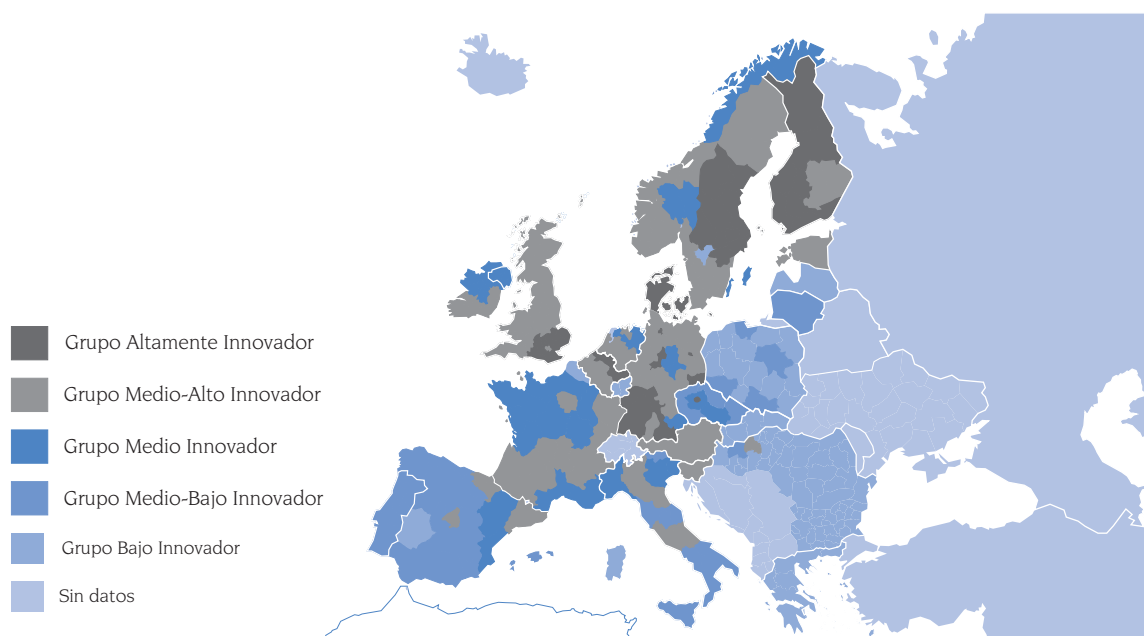 Grupo Altamente Innovador
Grupo Medio-Alto Innovador
Grupo Medio Innovador
Grupo Medio-Bajo Innovador
Grupo Bajo Innovador
Sin datos